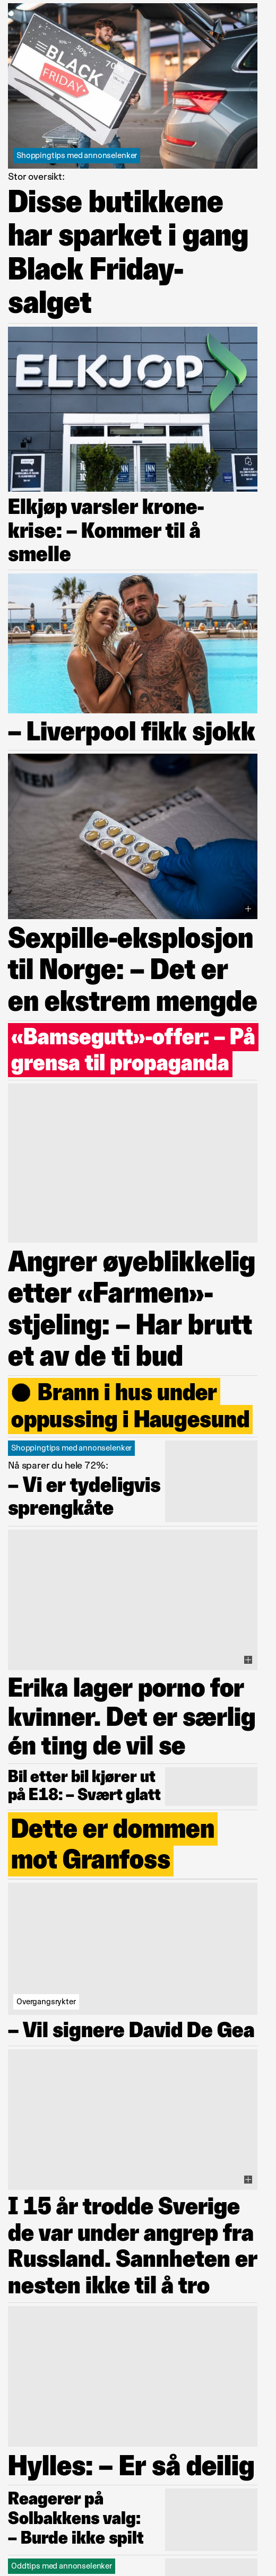 BLACK
FRIDAY
50%
Shoppingtips med annonselenker
Stor oversikt:
Disse butikkene
har sparket i gang
Black Friday-
salget
ELKJØP
Elkjøp varsler krone-
krise: – Kommer til å
smelle
– Liverpool fikk sjokk
Sexpille-eksplosjon
til Norge: – Det er
en ekstrem mengde
«Bamsegutt»-offer: – På
grensa til propaganda
Angrer øyeblikkelig
etter «Farmen»-
stjeling: – Har brutt
et av de ti bud
Brann i hus under
oppussing i Haugesund
Shoppingtips med annonselenker
Nå sparer du hele 72%:
– Vi er tydeligvis
sprengkåte
Erika lager porno for
kvinner. Det er særlig
én ting de vil se
Bil etter bil kjører ut
på E18: – Svært glatt
Dette er dommen
mot Granfoss
Overgangsrykter
– Vil signere David De Gea
I 15 år trodde Sverige
de var under angrep fra
Russland. Sannheten er
nesten ikke til å tro
Hylles: – Er så deilig
Reagerer på
Solbakkens valg:
– Burde ikke spilt
Oddtips med annonselenker